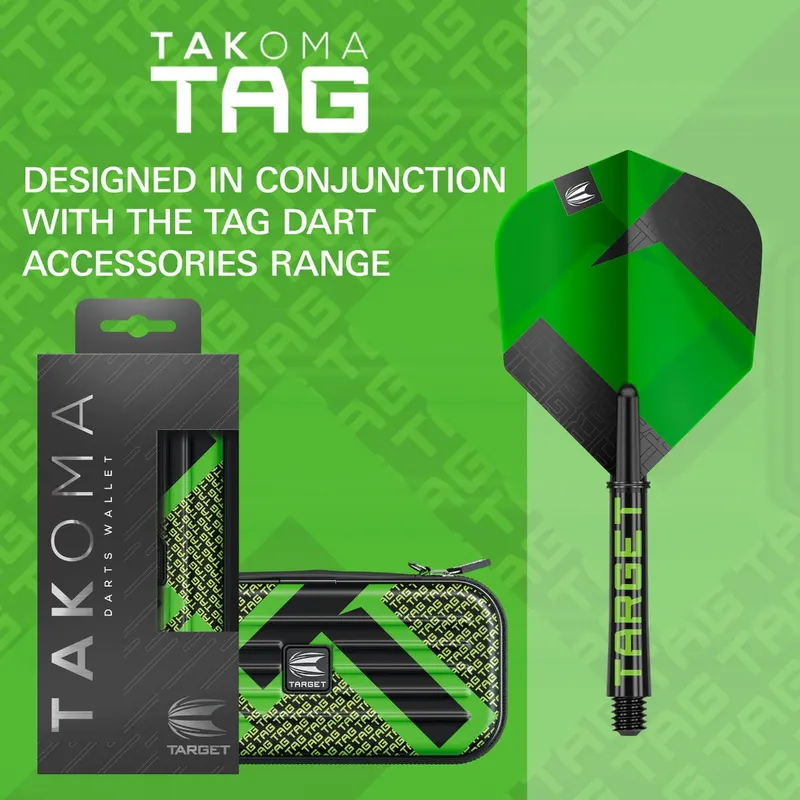 TAKOMA
TAG
DESIGNED IN CONJUNCTION
WITH THE TAG DART
ACCESSORIES RANGE
TAKOMA
DARTS WALLET
TARGET
TARGET
TARGET